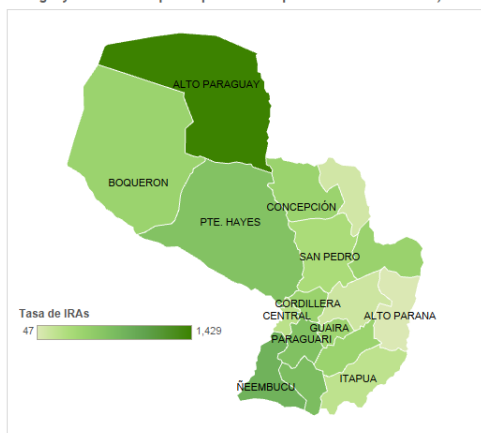 ALTO PARAGUAY
BOQUERON
PTE. HAYES
CONCEPCIÓN
SAN PEDRO
CORDILLERA
CENTRAL
ALTO PARANA
GUAIRA
PARAGUARI
ITAPUA
ÑEEMBUCU
Tasa de IRAs
47 1,429